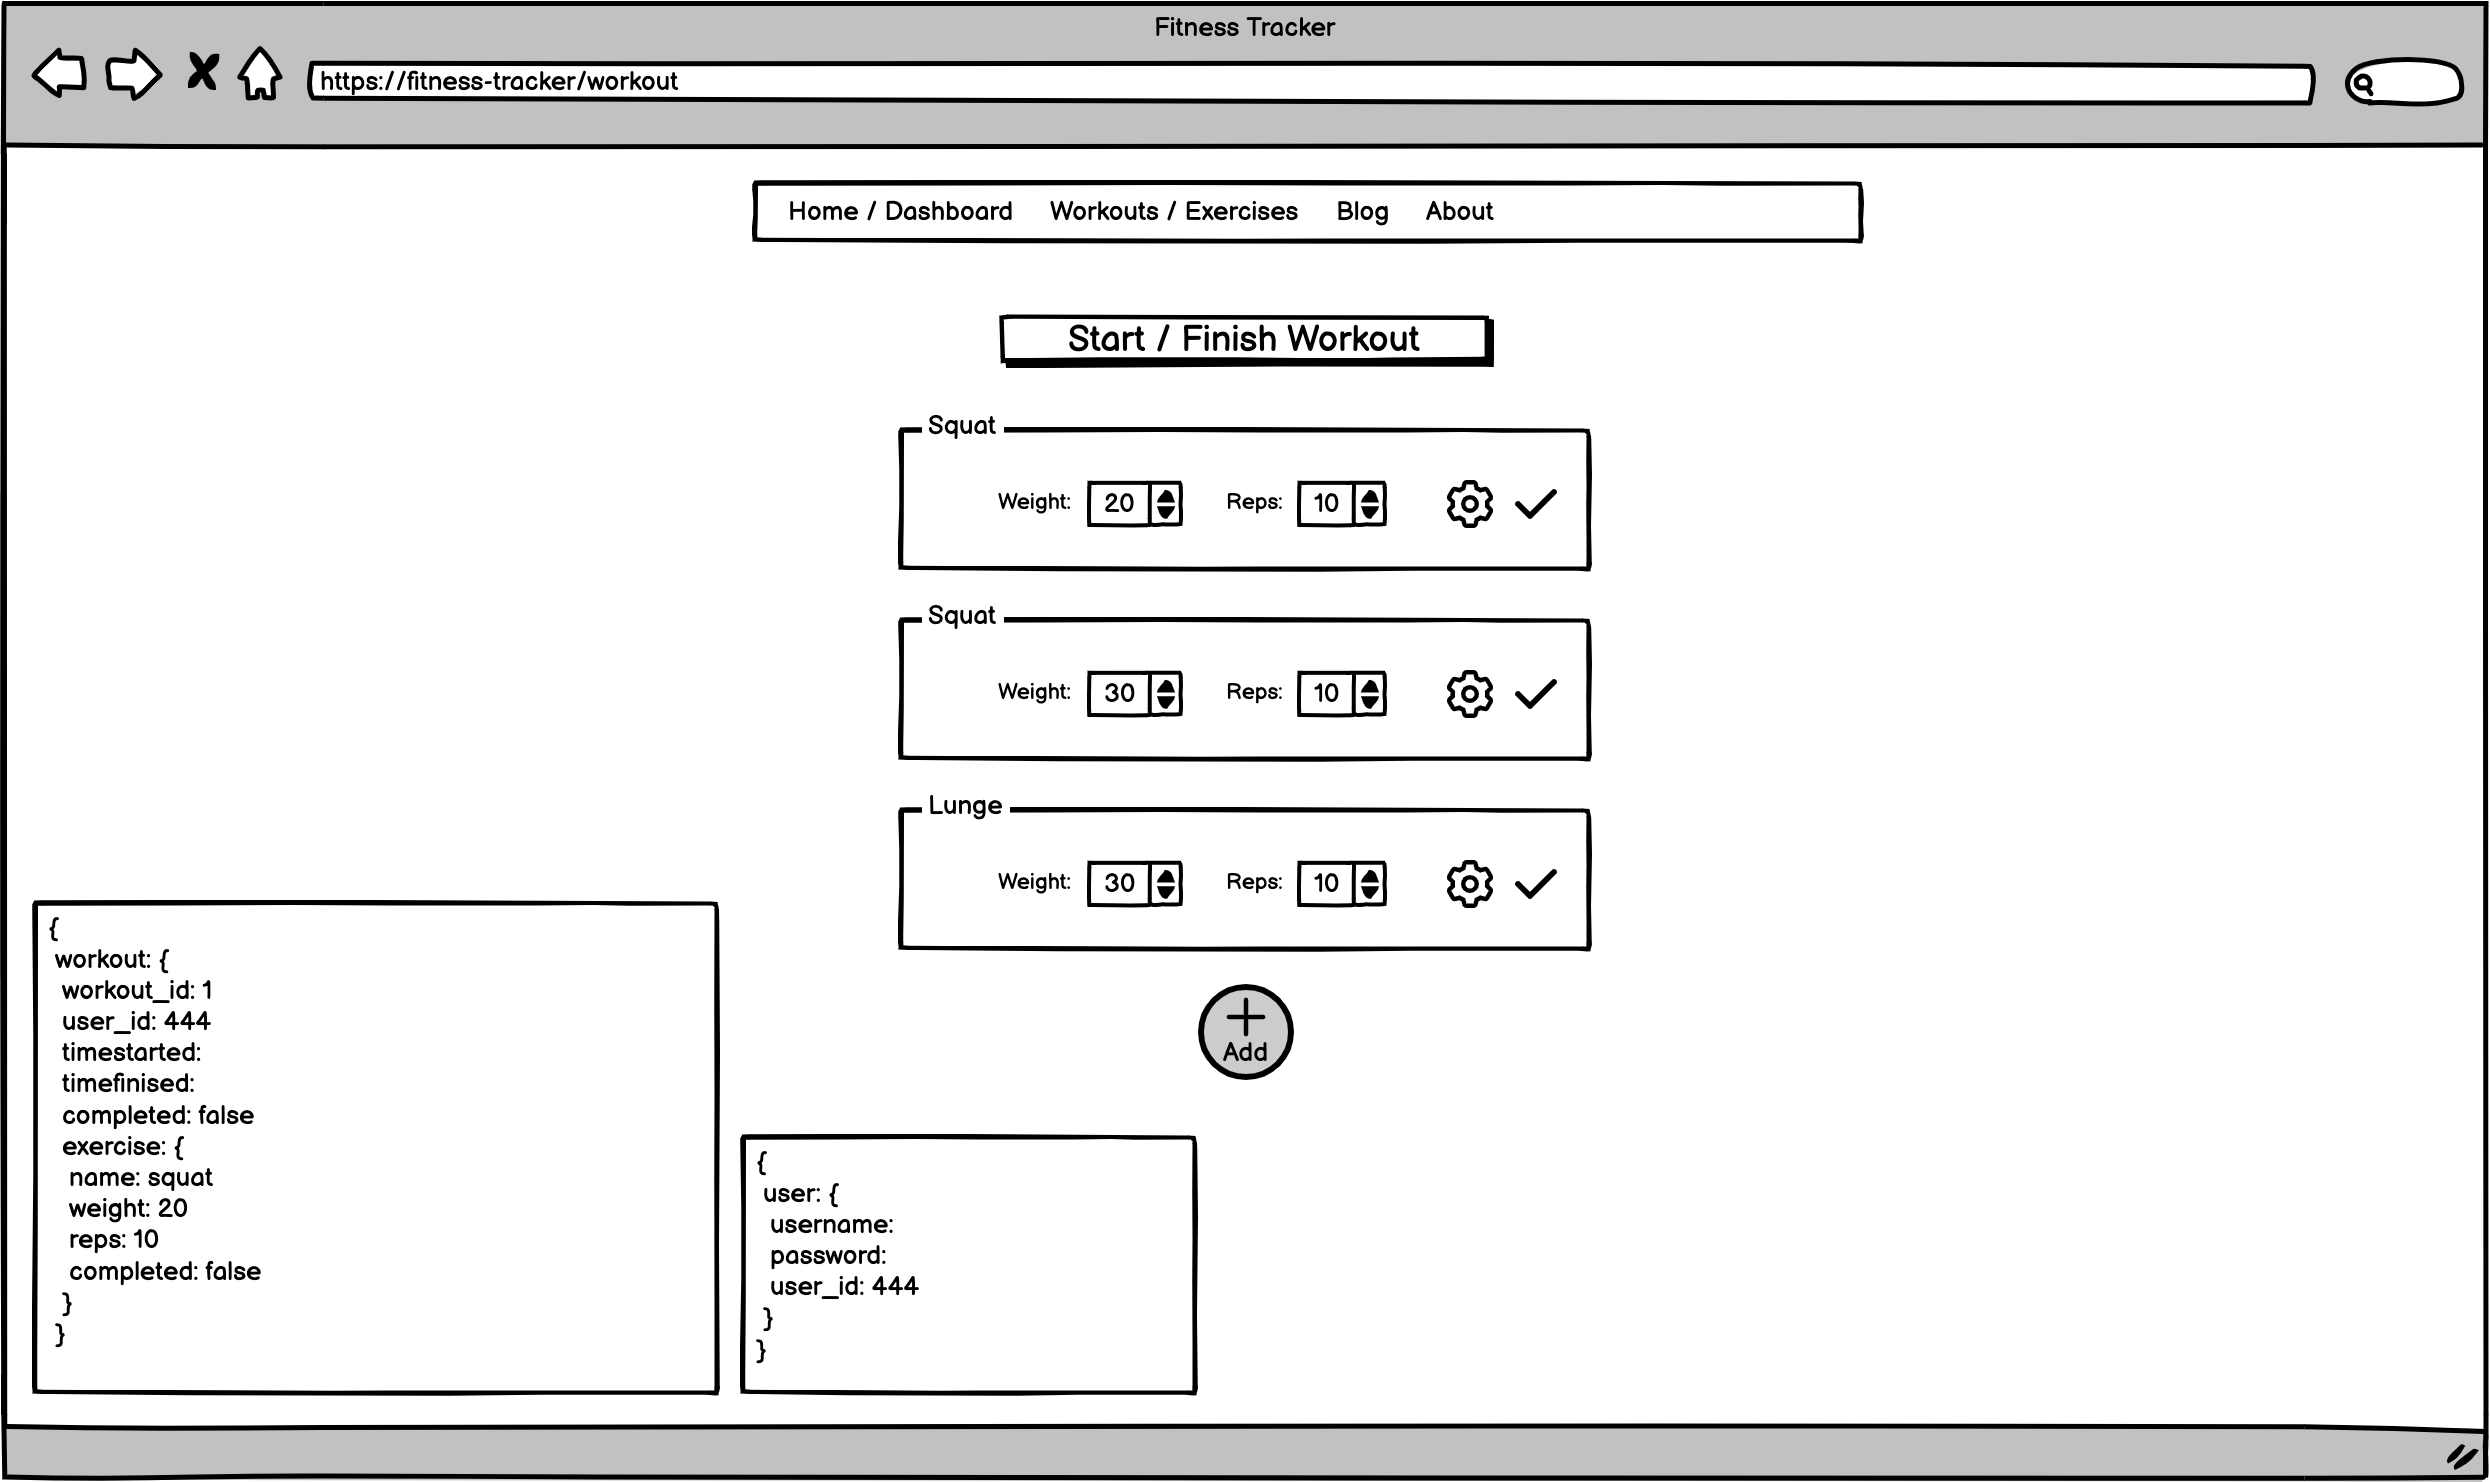 Fitness Tracker
https://fitness-tracker/workout
Home / Dashboard Workouts / Exercises Blog About
Start / Finish Workout
Squat
Weight: 20 Reps: 10
Squat
Weight: 30 Reps: 10
Lunge
Weight: 30 Reps: 10
Add
{
workout: {
workout_id: 1
user_id: 444
timestarted:
timefinised:
completed: false
exercise: {
name: squat
weight: 20
reps: 10
completed: false
}
}
{
user: {
username:
password:
user_id: 444
}
}